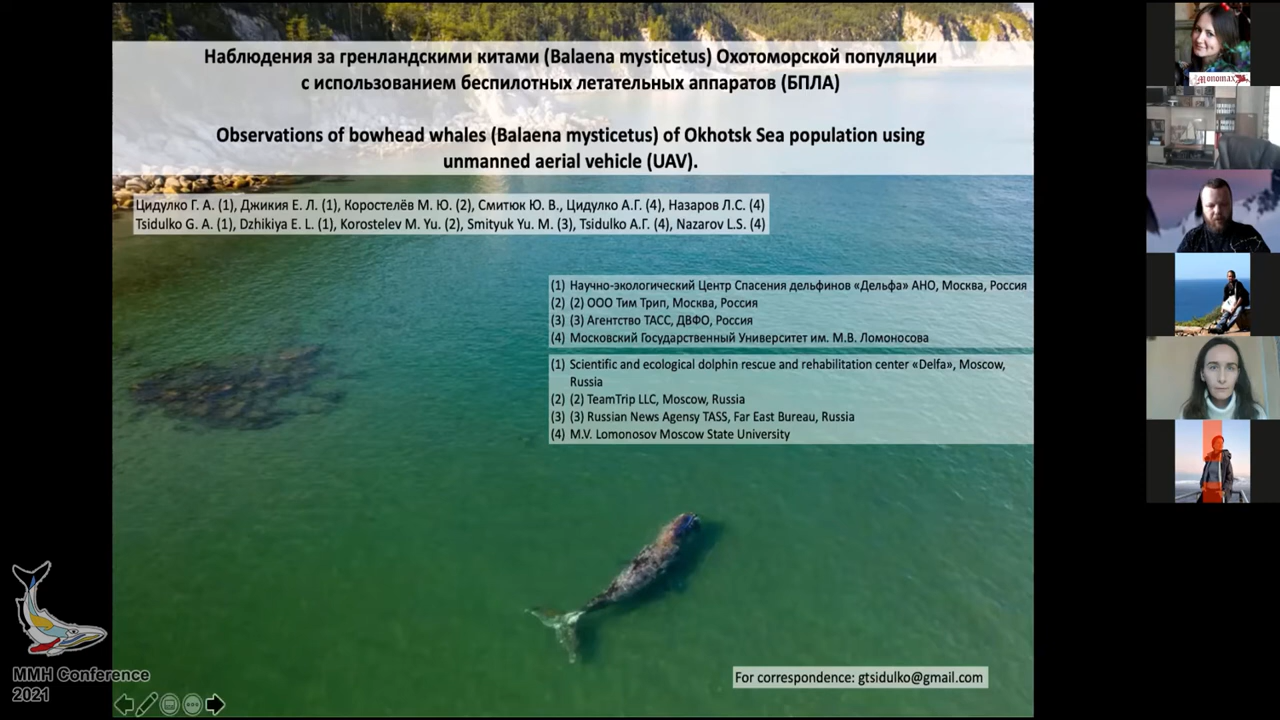 Наблюдения за гренландскими китами (Balaena mysticetus) Охотоморской популяции
с использованием беспилотных летательных аппаратов (БПЛА)
Observations of bowhead whales (Balaena mysticetus) of Okhotsk Sea population using
unmanned aerial vehicle (UAV).
Цидулко Г. А. (1), Джикия Е. Л. (1), Коростелёв М. Ю. (2), Смитюк Ю. В., Цидулко А.Г. (4), Назаров Л.С. (4)
Tsidulko G. A. (1), Dzhikiya E. L. (1), Korostelev M. Yu. (2), Smityuk Yu. M. (3), Tsidulko А.Г. (4), Nazarov L.S. (4)
(1) Научно-экологический Центр Спасения дельфинов «Дельфа» АНО, Москва, Россия
(2) (2) ООО Тим Трип, Москва, Россия
(3) (3) Агентство ТАСС, ДВФО, Россия
(4) Московский Государственный Университет им. М.В. Ломоносова
(1) Scientific and ecological dolphin rescue and rehabilitation center «Delfa», Moscow,
Russia
(2) (2) TeamTrip LLC, Moscow, Russia
(3) (3) Russian News Agensy TASS, Far East Bureau, Russia
(4) M.V. Lomonosov Moscow State University
For correspondence: gtsidulko@gmail.com
MMH Conference
2021
Monomax